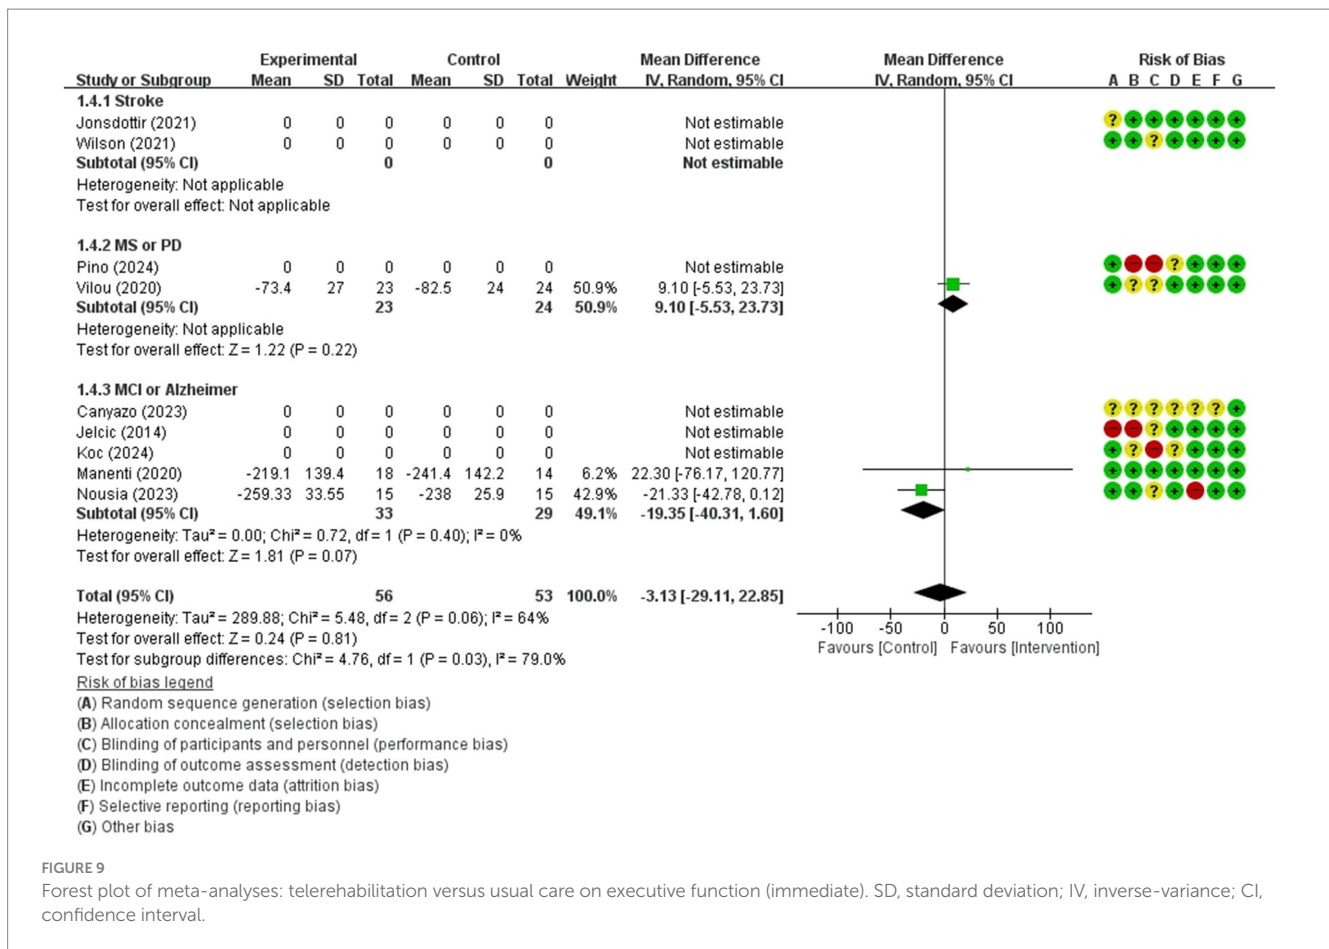 Experimental Control Mean Difference Mean Difference Risk of Bias
Study or Subgroup Mean SD Total Mean SD Total Weight IV, Random, 95% CI IV, Random, 95% CI A B C D E F G
1.4.1 Stroke
Jonsdottir (2021) 0 0 0 0 0 0 Not estimable ? + + + + + +
Wilson (2021) 0 0 0 0 0 0 Not estimable + + ? + + + +
Subtotal (95% CI) 0 0 Not estimable
Heterogeneity: Not applicable
Test for overall effect: Not applicable
1.4.2 MS or PD
Pino (2024) 0 0 0 0 0 0 Not estimable + − − ? + + +
Vilou (2020) -73.4 27 23 -82.5 24 24 50.9% 9.10 [-5.53, 23.73] + ? ? + + + +
Subtotal (95% CI) 23 24 50.9% 9.10 [-5.53, 23.73]
Heterogeneity: Not applicable
Test for overall effect: Z = 1.22 (P = 0.22)
1.4.3 MCI or Alzheimer
Canyazo (2023) 0 0 0 0 0 0 Not estimable ? ? ? ? ? ? +
Jelcic (2014) 0 0 0 0 0 0 Not estimable − − ? + + + +
Koc (2024) 0 0 0 0 0 0 Not estimable + ? − ? + + +
Manenti (2020) -219.1 139.4 18 -241.4 142.2 14 6.2% 22.30 [-76.17, 120.77] + + + + + + +
Nousia (2023) -259.33 33.55 15 -238 25.9 15 42.9% -21.33 [-42.78, 0.12] + + ? + − + +
Subtotal (95% CI) 33 29 49.1% -19.35 [-40.31, 1.60]
Heterogeneity: Tau² = 0.00; Chi² = 0.72, df = 1 (P = 0.40); I² = 0%
Test for overall effect: Z = 1.81 (P = 0.07)
Total (95% CI) 56 53 100.0% -3.13 [-29.11, 22.85]
Heterogeneity: Tau² = 289.88; Chi² = 5.48, df = 2 (P = 0.06); I² = 64%
Test for overall effect: Z = 0.24 (P = 0.81)
Test for subgroup differences: Chi² = 4.76, df = 1 (P = 0.03), I² = 79.0%
-100 -50 0 50 100
Favours [Control] Favours [Intervention]
Risk of bias legend
(A) Random sequence generation (selection bias)
(B) Allocation concealment (selection bias)
(C) Blinding of participants and personnel (performance bias)
(D) Blinding of outcome assessment (detection bias)
(E) Incomplete outcome data (attrition bias)
(F) Selective reporting (reporting bias)
(G) Other bias
FIGURE 9
Forest plot of meta-analyses: telerehabilitation versus usual care on executive function (immediate). SD, standard deviation; IV, inverse-variance; CI,
confidence interval.